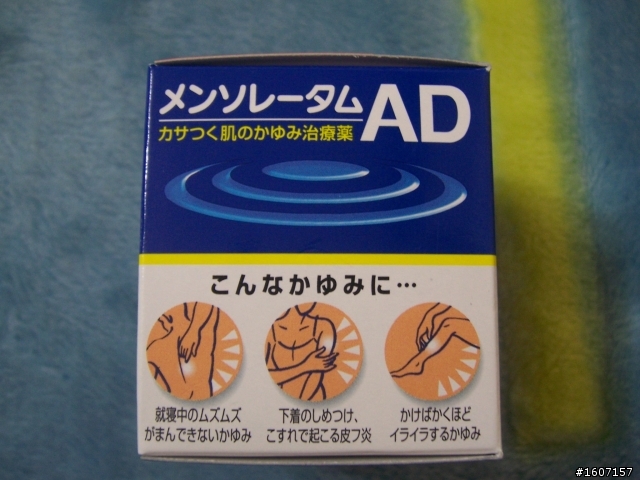 メンソレータム AD
カサつく肌のかゆみ治療薬
こんなかゆみに…
就寝中のムズムズ
がまんできないかゆみ
下着のしめつけ、
こすれで起こる皮フ炎
かけばかくほど
イライラするかゆみ
#1607157